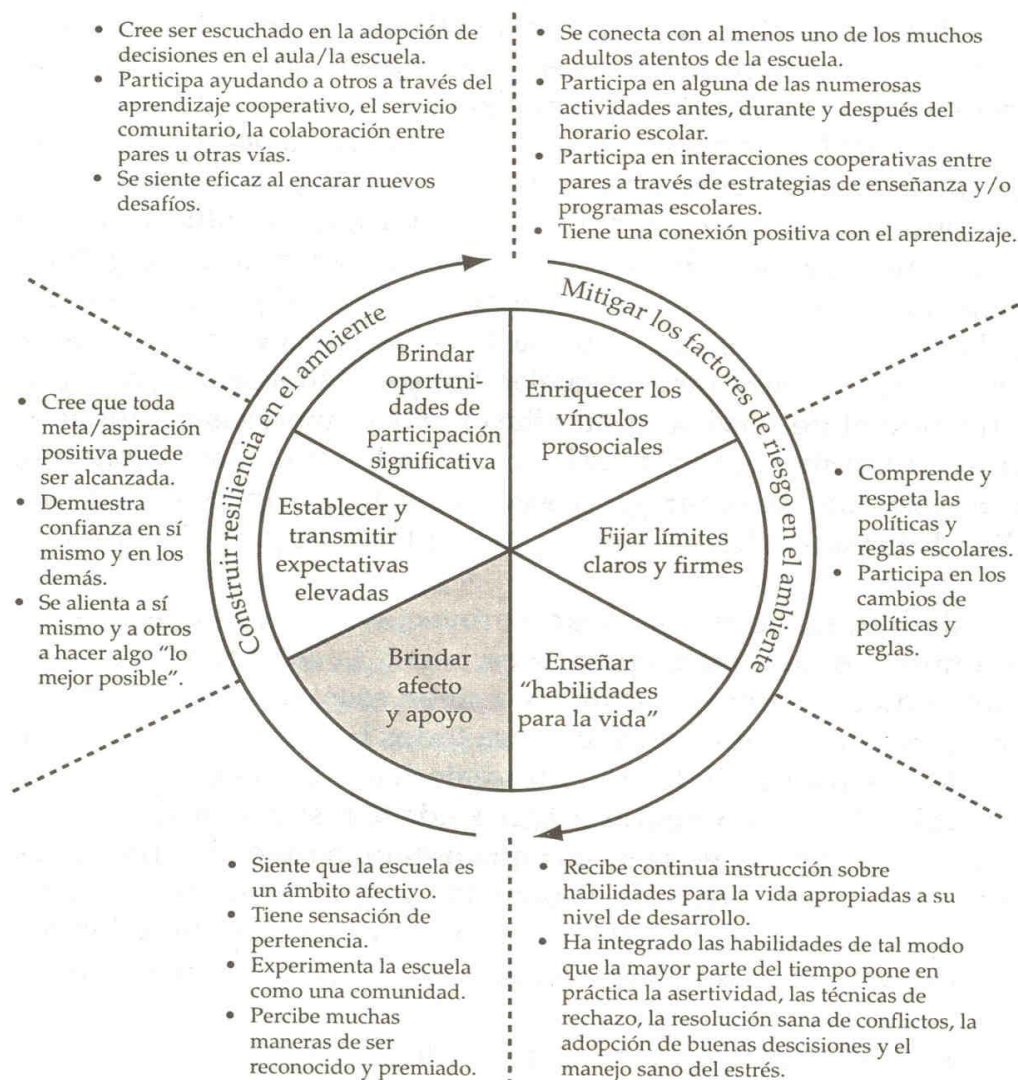 • Cree ser escuchado en la adopción de
decisiones en el aula/la escuela.
• Participa ayudando a otros a través del
aprendizaje cooperativo, el servicio
comunitario, la colaboración entre
pares u otras vías.
• Se siente eficaz al encarar nuevos
desafíos.
• Se conecta con al menos uno de los muchos
adultos atentos de la escuela.
• Participa en alguna de las numerosas
actividades antes, durante y después del
horario escolar.
• Participa en interacciones cooperativas entre
pares a través de estrategias de enseñanza y/o
programas escolares.
• Tiene una conexión positiva con el aprendizaje.
Construir resiliencia en el ambiente
Mitigar los factores de riesgo en el ambiente
Brindar
oportuni-
dades de
participación
significativa
Enriquecer los
vínculos
prosociales
• Cree que toda
meta/aspiración
positiva puede
ser alcanzada.
• Demuestra
confianza en sí
mismo y en los
demás.
• Se alienta a sí
mismo y a otros
a hacer algo “lo
mejor posible”.
Establecer y
transmitir
expectativas
elevadas
Fijar límites
claros y firmes
• Comprende y
respeta las
políticas y
reglas escolares.
• Participa en los
cambios de
políticas y
reglas.
Brindar
afecto
y apoyo
Enseñar
“habilidades
para la vida”
• Siente que la escuela es
un ámbito afectivo.
• Tiene sensación de
pertenencia.
• Experimenta la escuela
como una comunidad.
• Percibe muchas
maneras de ser
reconocido y premiado.
• Recibe continua instrucción sobre
habilidades para la vida apropiadas a su
nivel de desarrollo.
• Ha integrado las habilidades de tal modo
que la mayor parte del tiempo pone en
práctica la asertividad, las técnicas de
rechazo, la resolución sana de conflictos, la
adopción de buenas descisiones y el
manejo sano del estrés.